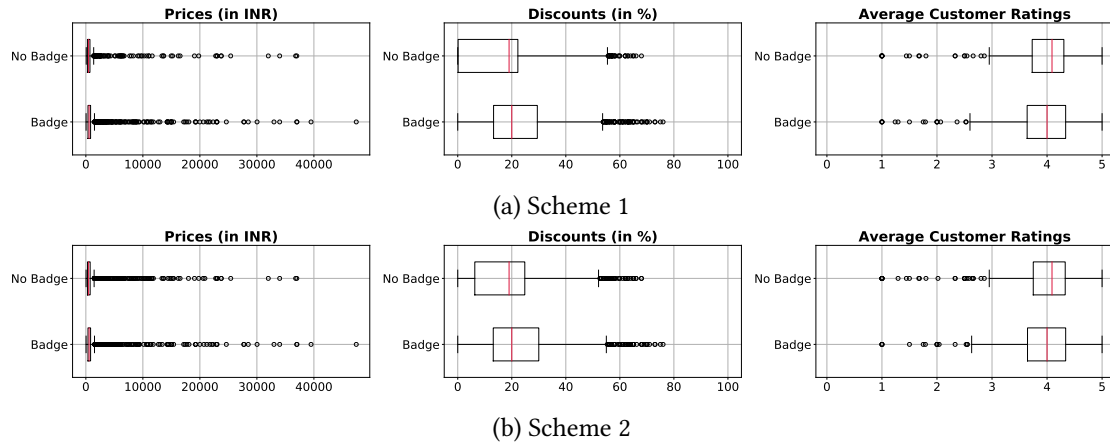 Prices (in INR) Discounts (in %) Average Customer Ratings
No Badge No Badge No Badge
Badge Badge Badge
0 10000 20000 30000 40000 0 20 40 60 80 100 0 1 2 3 4 5
(a) Scheme 1
Prices (in INR) Discounts (in %) Average Customer Ratings
No Badge No Badge No Badge
Badge Badge Badge
0 10000 20000 30000 40000 0 20 40 60 80 100 0 1 2 3 4 5
(b) Scheme 2